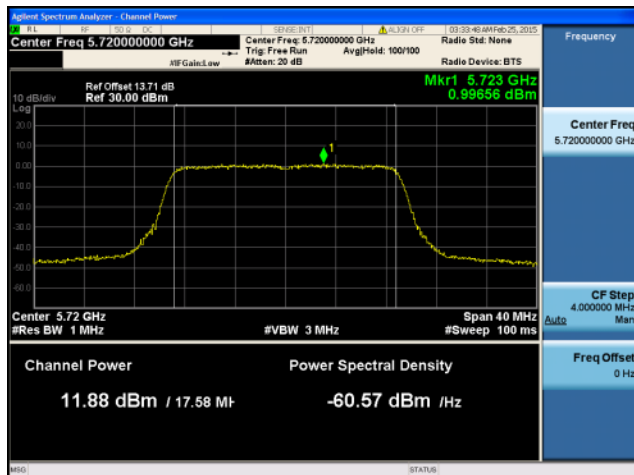 Agilent Spectrum Analyzer - Channel Power
RL RF 50 Ω DC SENSE:INT ALIGN OFF 03:33:48 AM Feb 25, 2015
Center Freq 5.720000000 GHz
Center Freq: 5.720000000 GHz
Radio Std: None
Trig: Free Run Avg|Hold: 100/100
#IFGain:Low #Atten: 20 dB Radio Device: BTS
Frequency
Mkr1 5.723 GHz
0.99656 dBm
Ref Offset 13.71 dB
10 dB/div Ref 30.00 dBm
Log
20.0
10.0
0.00
-10.0
-20.0
-30.0
-40.0
-50.0
-60.0
1
Center 5.72 GHz Span 40 MHz
#Res BW 1 MHz #VBW 3 MHz #Sweep 100 ms
Channel Power Power Spectral Density
11.88 dBm / 17.58 MH -60.57 dBm /Hz
Center Freq
5.720000000 GHz
CF Step
4.000000 MHz
Auto Man
Freq Offset
0 Hz
MSG STATUS